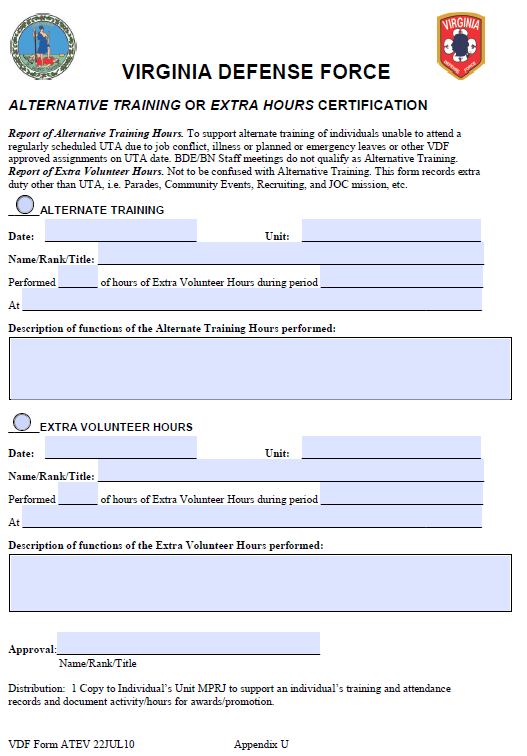 VIRGINIA
DEFENSE FORCE
VIRGINIA DEFENSE FORCE
ALTERNATIVE TRAINING OR EXTRA HOURS CERTIFICATION
Report of Alternative Training Hours. To support alternate training of individuals unable to attend a
regularly scheduled UTA due to job conflict, illness or planned or emergency leaves or other VDF
approved assignments on UTA date. BDE/BN Staff meetings do not qualify as Alternative Training.
Report of Extra Volunteer Hours. Not to be confused with Alternative Training. This form records extra
duty other than UTA, i.e. Parades, Community Events, Recruiting, and JOC mission, etc.
ALTERNATE TRAINING
Date: Unit:
Name/Rank/Title:
Performed of hours of Extra Volunteer Hours during period
At
Description of functions of the Alternate Training Hours performed:
EXTRA VOLUNTEER HOURS
Date: Unit:
Name/Rank/Title:
Performed of hours of Extra Volunteer Hours during period
At
Description of functions of the Extra Volunteer Hours performed:
Approval:
Name/Rank/Title
Distribution: 1 Copy to Individual's Unit MPRJ to support an individual's training and attendance
records and document activity/hours for awards/promotion.
VDF Form ATEV 22JUL10 Appendix U